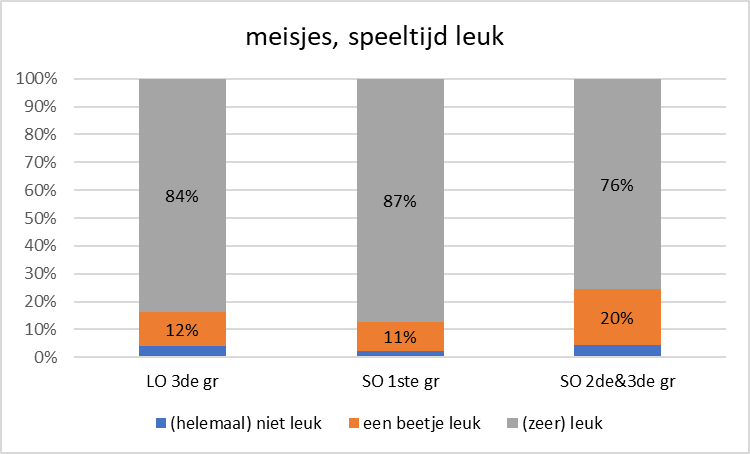 meisjes, speeltijd leuk
100%
90%
80%
70%
60%
50%
40%
30%
20%
10%
0%
84%
87%
76%
12%
11%
20%
LO 3de gr
SO 1ste gr
SO 2de&3de gr
(helemaal) niet leuk
een beetje leuk
(zeer) leuk